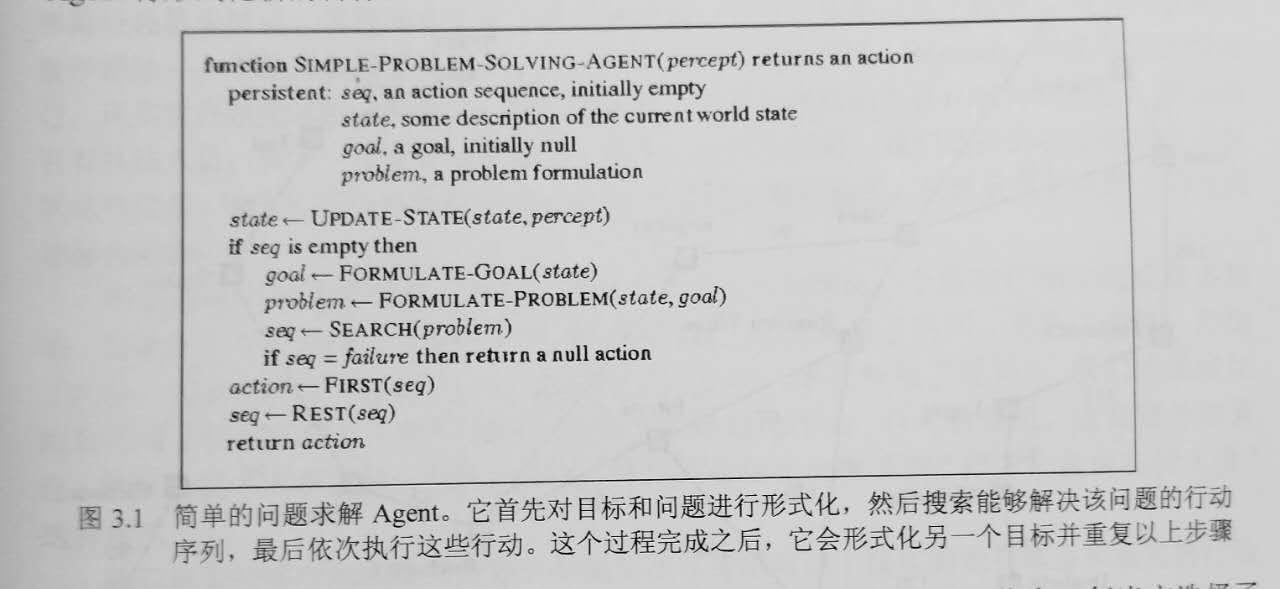 function SIMPLE-PROBLEM-SOLVING-AGENT(percept) returns an action
persistent: seq, an action sequence, initially empty
state, some description of the current world state
goal, a goal, initially null
problem, a problem formulation
state ← UPDATE-STATE(state, percept)
if seq is empty then
goal ← FORMULATE-GOAL(state)
problem ← FORMULATE-PROBLEM(state, goal)
seq ← SEARCH(problem)
if seq = failure then return a null action
action ← FIRST(seq)
seq ← REST(seq)
return action
图 3.1 简单的问题求解 Agent。它首先对目标和问题进行形式化，然后搜索能够解决该问题的行动
序列，最后依次执行这些行动。这个过程完成之后，它会形式化另一个目标并重复以上步骤